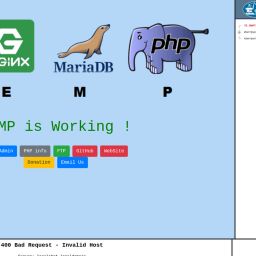 GiNX
MariaDB
php
E M P
MP is Working !
Admin PHP info FTP GitHub WebSite
Donation Email Us
400 Bad Request - Invalid Host